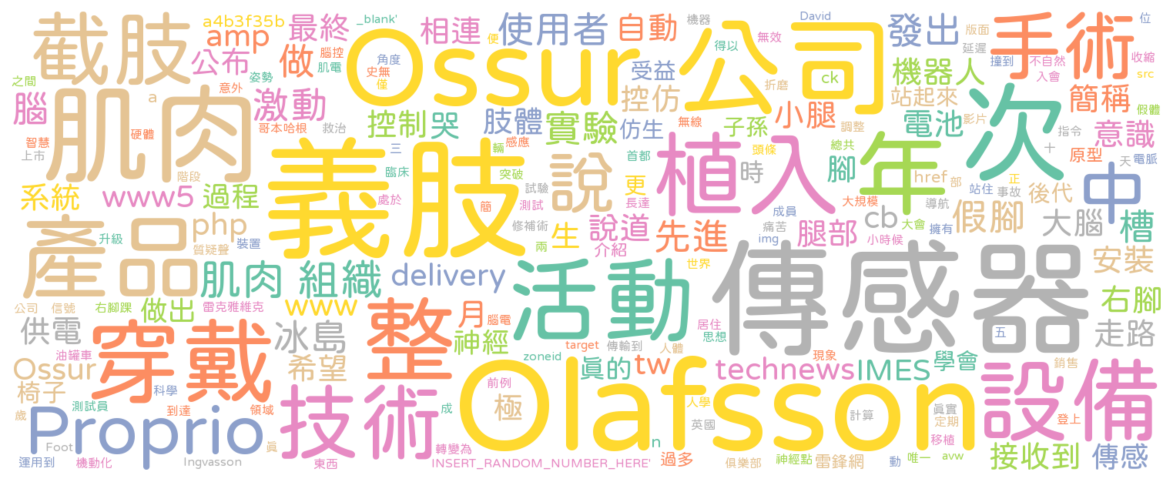 截肢
a4b3f35b
amp
最終
_blank'
Ossur
相連
使用者
自動
機器
David
公司
發出
得以
無效
版面
延遲
手術
位
撞到
不自然
收縮
入會
src
之間
姿勢
公布
做
腦控
肌電
史無
角度
僅
使
受益
折磨
ck
機器人
站起來
簡稱
腦
a
意外
激動
控仿
小腿
調整
影片
假體
肌肉
智慧
硬體
上市
哥本哈根
救治
控制
哭
肢體
實驗
仿生
無線
子孫
頭條
電池
總共
次
指令
十
意識
階段
三
輛
感應
義肢
說
首都
植入
腳
年
href
部
原型
天
電脈
系統
www5
過程
臨床
突破
試驗
更
長達
時
大規模
導航
站住
事故
正
後代
中
php
處於
簡
測試
修補術
成員
痛苦
cb
大會
擁有
假腳
大腦
槽
產品
升級
質疑聲
裝置
兩
生
說道
介紹
先進
img
腿部
小時候
肌肉
組織
delivery
活動
世界
傳感器
安裝
公司
信號
右腳踝
做出
雷克雅維克
www
整
月
腦電
神經
居住
思想
右腳
供電
油罐車
穿戴
冰島
希望
target
傳輸到
人體
zoneid
真的
tw
technews
現象
IMES
學會
五
銷售
走路
Ossur
椅子
科學
測試員
到達
歲
領域
技術
成
前例
極
Olafsson
人學
英國
計算
真實
定期
移植
設備
登上
Proprio
Foot
Ingvasson
真
n
運用到
機動化
東西
轉變為
INSERT_RANDOM_NUMBER_HERE'
過多
俱樂部
神經點
雷鋒網
動
唯一
avw
接收到
傳感